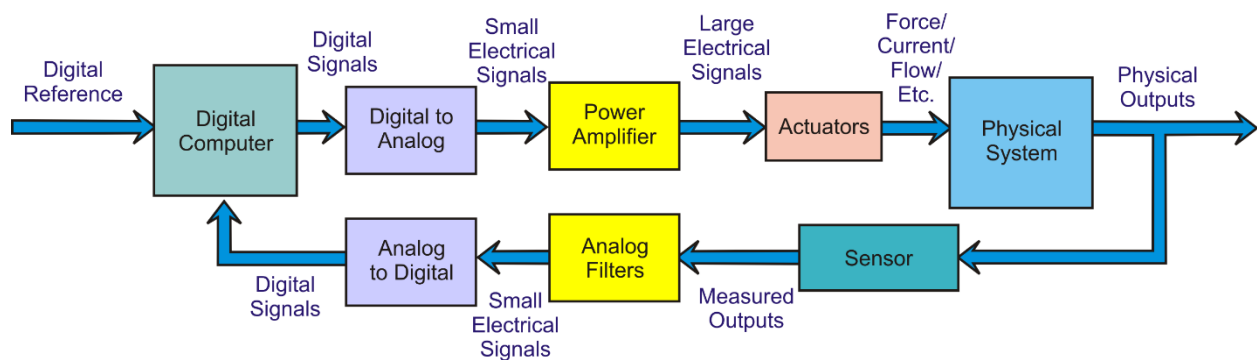 Digital
Reference
Digital
Computer
Digital
Signals
Digital to
Analog
Small
Electrical
Signals
Power
Amplifier
Large
Electrical
Signals
Actuators
Force/
Current/
Flow/
Etc.
Physical
System
Physical
Outputs
Sensor
Measured
Outputs
Analog
Filters
Small
Electrical
Signals
Analog
to Digital
Digital
Signals